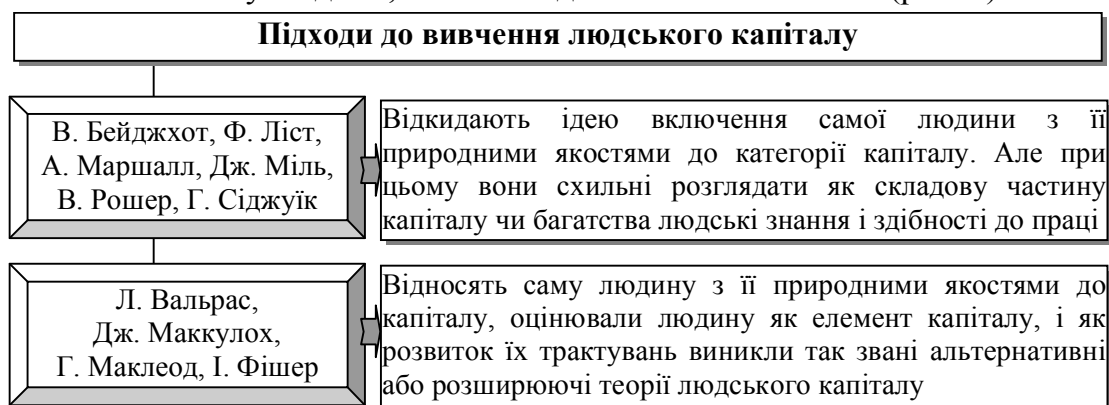 Підходи до вивчення людського капіталу
В. Бейджхот, Ф. Ліст,
А. Маршалл, Дж. Міль,
В. Рошер, Г. Сіджуїк
Відкидають ідею включення самої людини з її
природними якостями до категорії капіталу. Але при
цьому вони схильні розглядати як складову частину
капіталу чи багатства людські знання і здібності до праці
Л. Вальрас,
Дж. Маккулох,
Г. Маклеод, І. Фішер
Відносять саму людину з її природними якостями до
капіталу, оцінювали людину як елемент капіталу, і як
розвиток їх трактувань виникли так звані альтернативні
або розширюючі теорії людського капіталу